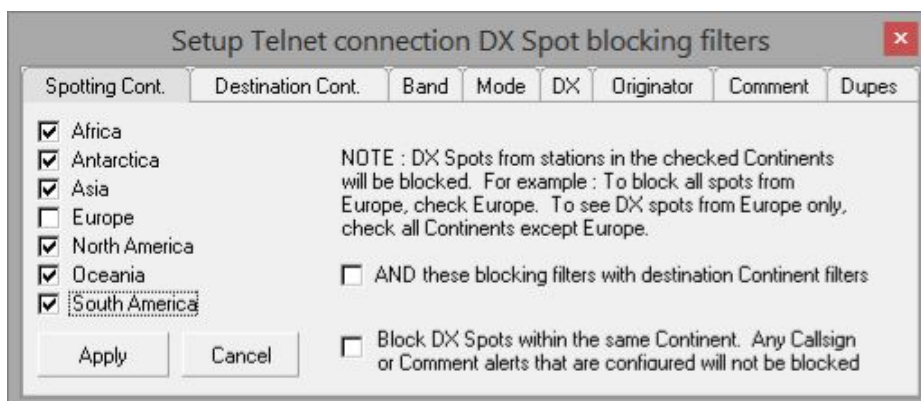 Setup Telnet connection DX Spot blocking filters
Spotting Cont. Destination Cont. Band Mode DX Originator Comment Dupes
Africa
Antarctica
Asia
Europe
North America
Oceania
South America
NOTE : DX Spots from stations in the checked Continents
will be blocked. For example : To block all spots from
Europe, check Europe. To see DX spots from Europe only,
check all Continents except Europe.
AND these blocking filters with destination Continent filters
Block DX Spots within the same Continent. Any Callsign
or Comment alerts that are configured will not be blocked
Apply Cancel